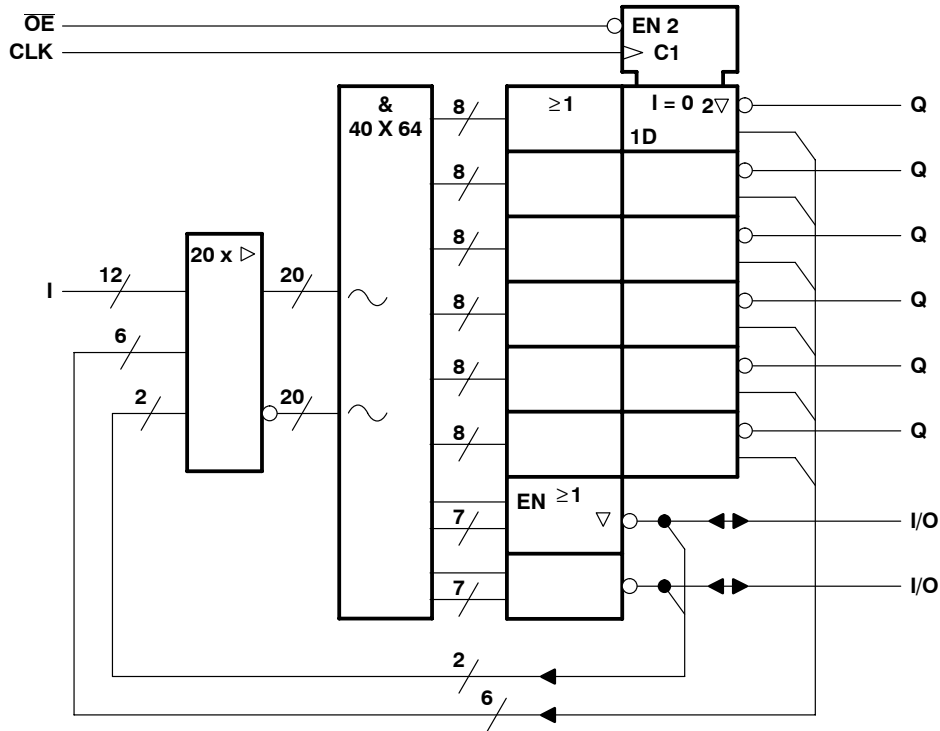 O̅E̅ EN 2
CLK C1
& 8 ≥1 I = 0 2▽ Q
40 X 64 1D
8 Q
8 Q
20 x ▷
I 12 20
8 Q
6
8 Q
2 20
8 Q
EN ≥1
▽
7 I/O
7 I/O
2
6